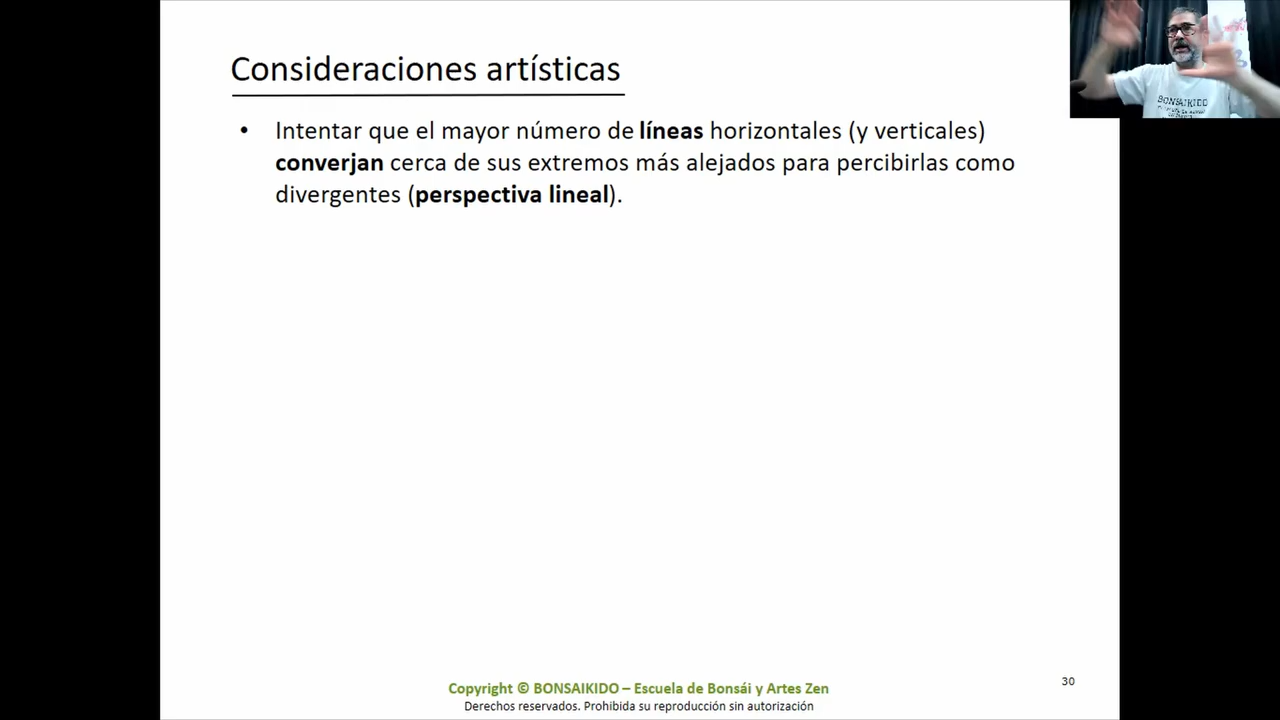 Consideraciones artísticas
• Intentar que el mayor número de líneas horizontales (y verticales)
converjan cerca de sus extremos más alejados para percibirlas como
divergentes (perspectiva lineal).
BONSAIKIDO
Copyright © BONSAIKIDO – Escuela de Bonsái y Artes Zen
Derechos reservados. Prohibida su reproducción sin autorización
30